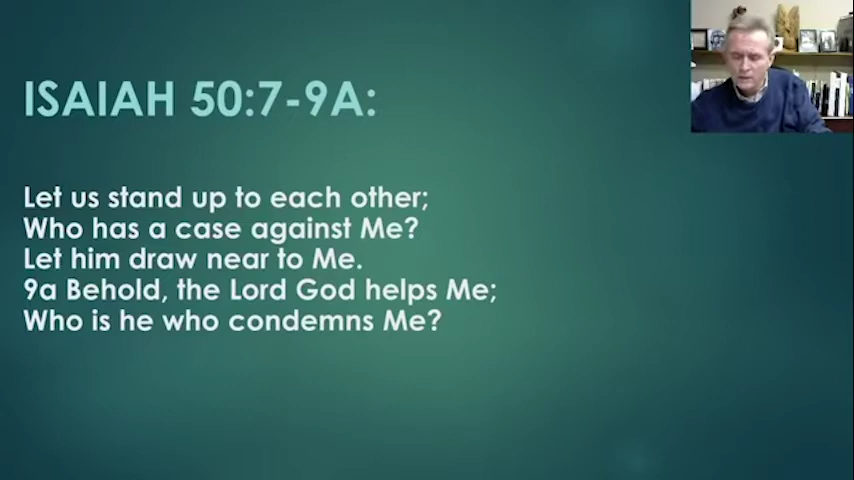 ISAIAH 50:7-9A:
Let us stand up to each other;
Who has a case against Me?
Let him draw near to Me.
9a Behold, the Lord God helps Me;
Who is he who condemns Me?